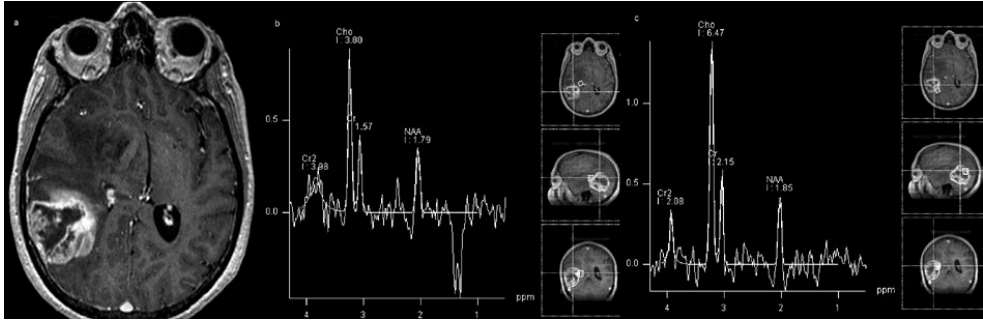 a
b
Cho
I : 3.80
Cr
1.57
Cr2
I : 3.98
NAA
I : 1.79
0.5
0.0
4
3
2
1
ppm
c
Cho
I : 6.47
1.0
Cr
I : 2.15
Cr2
I : 2.08
NAA
I : 1.85
0.5
0.0
4
3
2
1
ppm